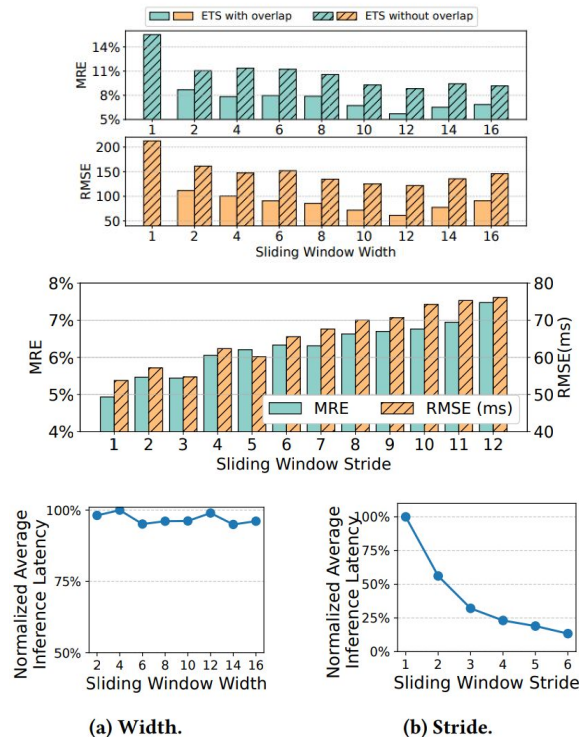 ETS with overlap ETS without overlap
MRE
14%
11%
8%
5%
1 2 4 6 8 10 12 14 16
RMSE
200
150
100
50
1 2 4 6 8 10 12 14 16
Sliding Window Width
MRE
8%
7%
6%
5%
4%
80
70
60
50
40
RMSE(ms)
MRE RMSE (ms)
1 2 3 4 5 6 7 8 9 10 11 12
Sliding Window Stride
Normalized Average
Inference Latency
100%
75%
50%
2 4 6 8 10 12 14 16
Sliding Window Width
(a) Width.
Normalized Average
Inference Latency
100%
75%
50%
25%
0%
1 2 3 4 5 6
Sliding Window Stride
(b) Stride.